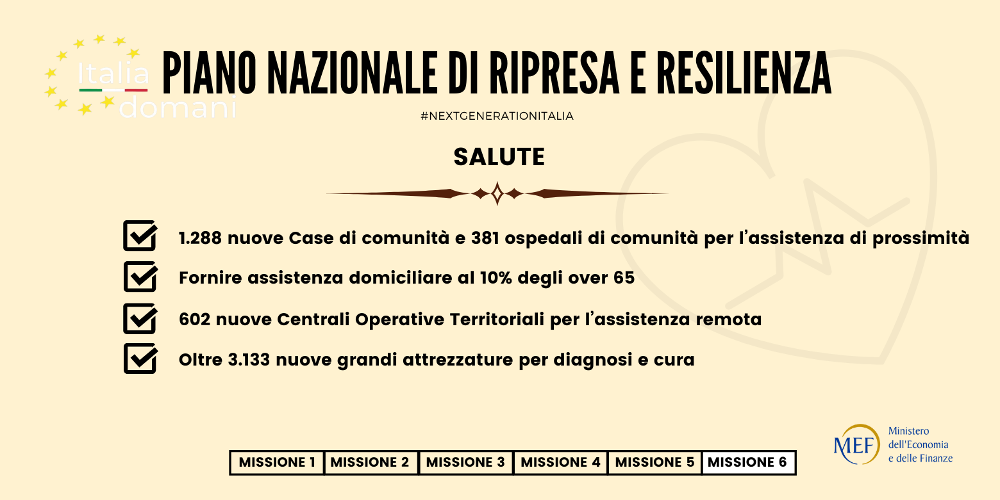 Italia
domani
PIANO NAZIONALE DI RIPRESA E RESILIENZA
#NEXTGENERATIONITALIA
SALUTE
1.288 nuove Case di comunità e 381 ospedali di comunità per l'assistenza di prossimità
Fornire assistenza domiciliare al 10% degli over 65
602 nuove Centrali Operative Territoriali per l'assistenza remota
Oltre 3.133 nuove grandi attrezzature per diagnosi e cura
MISSIONE 1 MISSIONE 2 MISSIONE 3 MISSIONE 4 MISSIONE 5 MISSIONE 6
MEF
Ministero
dell'Economia
e delle Finanze